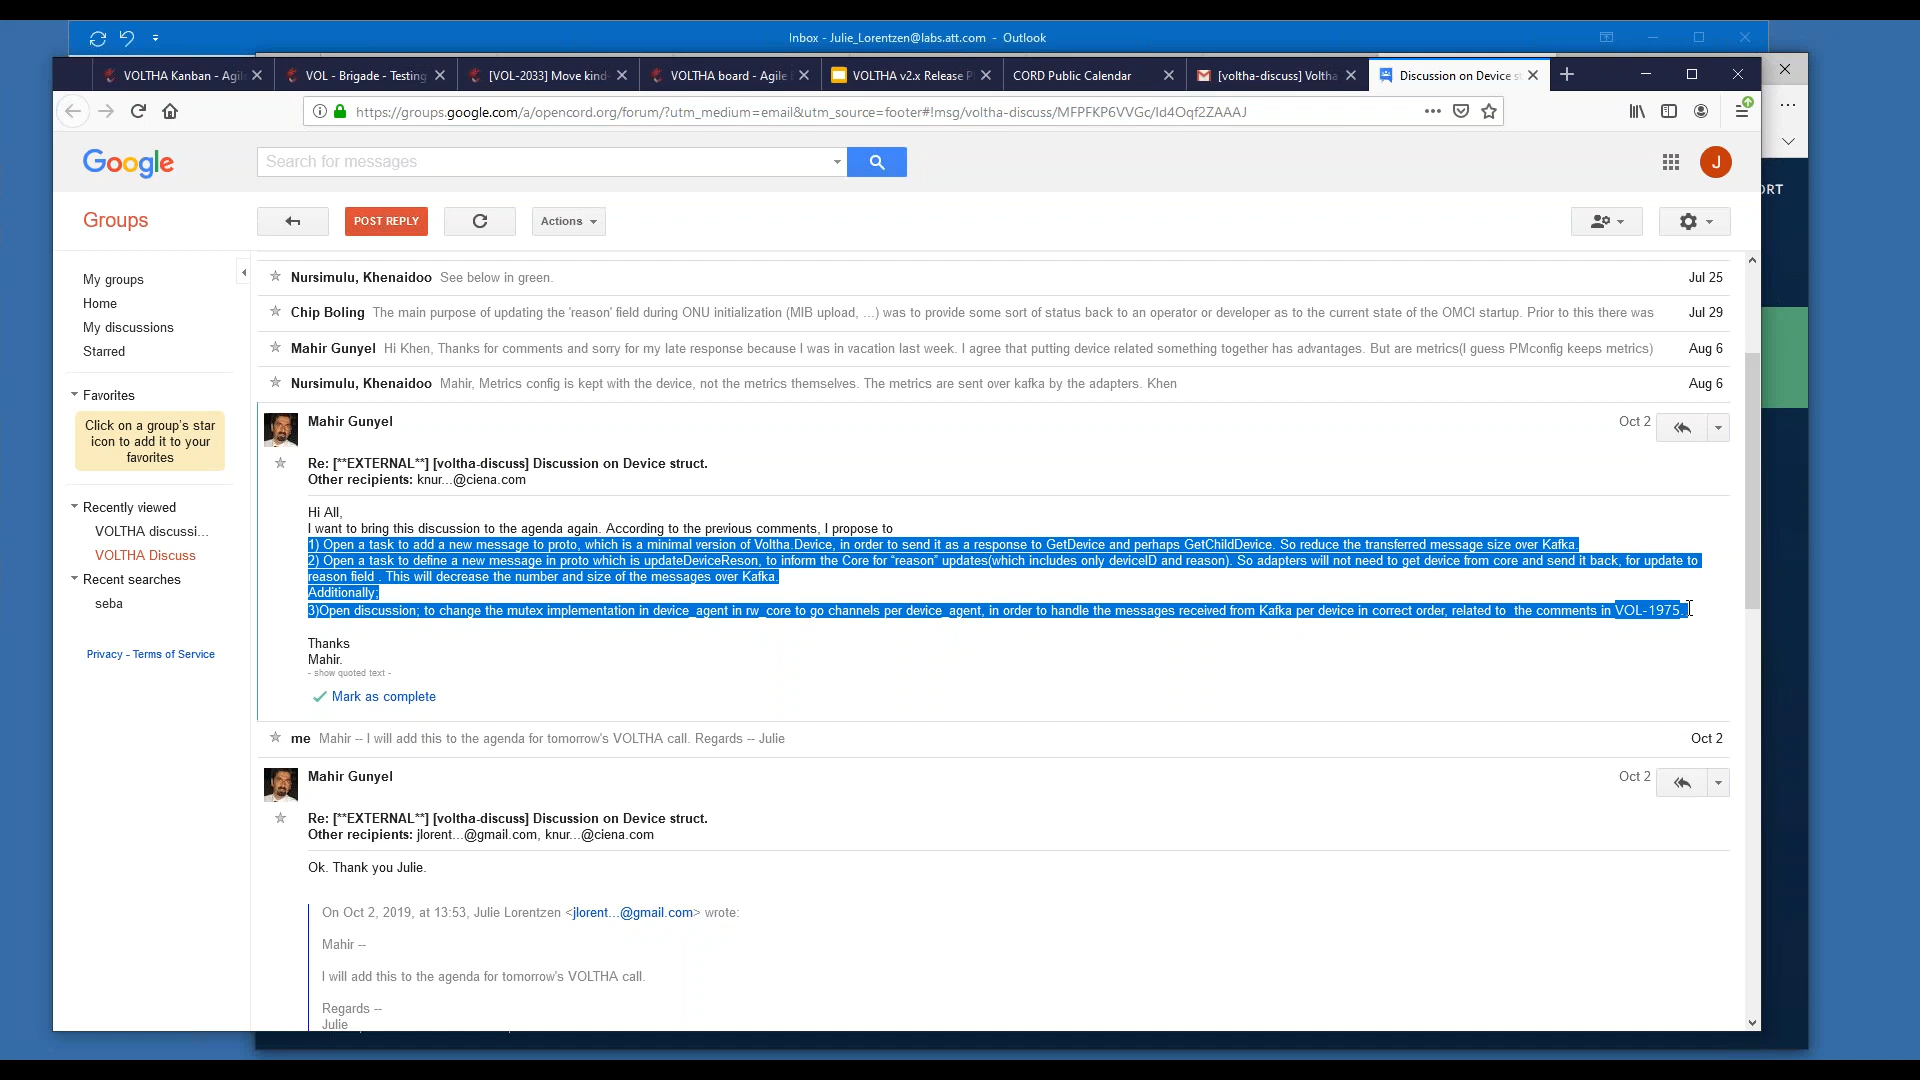 Inbox - Julie_Lorentzen@labs.att.com - Outlook
VOLTHA Kanban - Agil
VOL - Brigade - Testing
[VOL-2033] Move kind-
VOLTHA board - Agile
VOLTHA v2.x Release P
CORD Public Calendar
[voltha-discuss] Voltha
Discussion on Device st
https://groups.google.com/a/opencord.org/forum/?utm_medium=email&utm_source=footer#!msg/voltha-discuss/MFPFKP6VVGc/Id4Oqf2ZAAAJ
Google
Search for messages
J
ORT
Groups
POST REPLY
Actions
My groups
Home
My discussions
Starred
Favorites
Click on a group's star
icon to add it to your
favorites
Recently viewed
VOLTHA discussi...
VOLTHA Discuss
Recent searches
seba
Privacy - Terms of Service
Nursimulu, Khenaidoo See below in green. Jul 25
Chip Boling The main purpose of updating the 'reason' field during ONU initialization (MIB upload, ...) was to provide some sort of status back to an operator or developer as to the current state of the OMCI startup. Prior to this there was Jul 29
Mahir Gunyel Hi Khen, Thanks for comments and sorry for my late response because I was in vacation last week. I agree that putting device related something together has advantages. But are metrics(I guess PMconfig keeps metrics) Aug 6
Nursimulu, Khenaidoo Mahir, Metrics config is kept with the device, not the metrics themselves. The metrics are sent over kafka by the adapters. Khen Aug 6
Mahir Gunyel Oct 2
Re: [**EXTERNAL**] [voltha-discuss] Discussion on Device struct.
Other recipients: knur...@ciena.com
Hi All,
I want to bring this discussion to the agenda again. According to the previous comments, I propose to
1) Open a task to add a new message to proto, which is a minimal version of Voltha.Device, in order to send it as a response to GetDevice and perhaps GetChildDevice. So reduce the transferred message size over Kafka.
2) Open a task to define a new message in proto which is updateDeviceReson, to inform the Core for “reason” updates(which includes only deviceID and reason). So adapters will not need to get device from core and send it back, for update to
reason field . This will decrease the number and size of the messages over Kafka.
Additionally;
3)Open discussion; to change the mutex implementation in device_agent in rw_core to go channels per device_agent, in order to handle the messages received from Kafka per device in correct order, related to the comments in VOL-1975.
Thanks
Mahir.
- show quoted text -
Mark as complete
me Mahir -- I will add this to the agenda for tomorrow's VOLTHA call. Regards -- Julie Oct 2
Mahir Gunyel Oct 2
Re: [**EXTERNAL**] [voltha-discuss] Discussion on Device struct.
Other recipients: jlorent...@gmail.com, knur...@ciena.com
Ok. Thank you Julie.
On Oct 2, 2019, at 13:53, Julie Lorentzen <jlorent...@gmail.com> wrote:
Mahir --
I will add this to the agenda for tomorrow's VOLTHA call.
Regards --
Julie